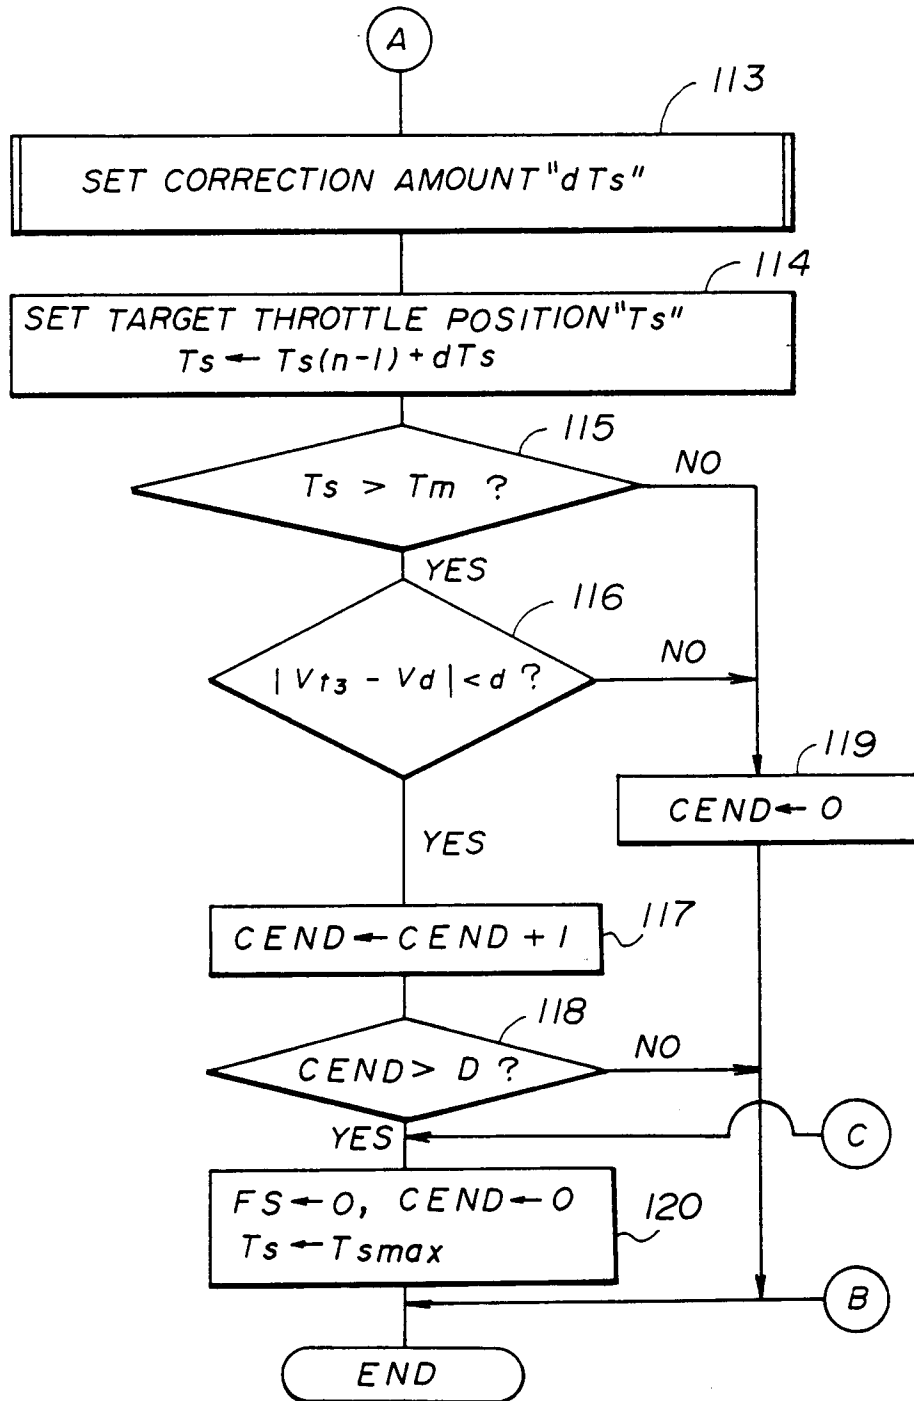 A
113
SET CORRECTION AMOUNT "dTs"
114
SET TARGET THROTTLE POSITION "Ts"
Ts ← Ts(n-1) + dTs
115
Ts > Tm ?
NO
YES
116
| Vt3 - Vd | < d ?
NO
119
CEND ← 0
YES
CEND ← CEND + 1
117
118
CEND > D ?
NO
YES
C
FS ← 0, CEND ← 0
Ts ← Tsmax
120
B
END